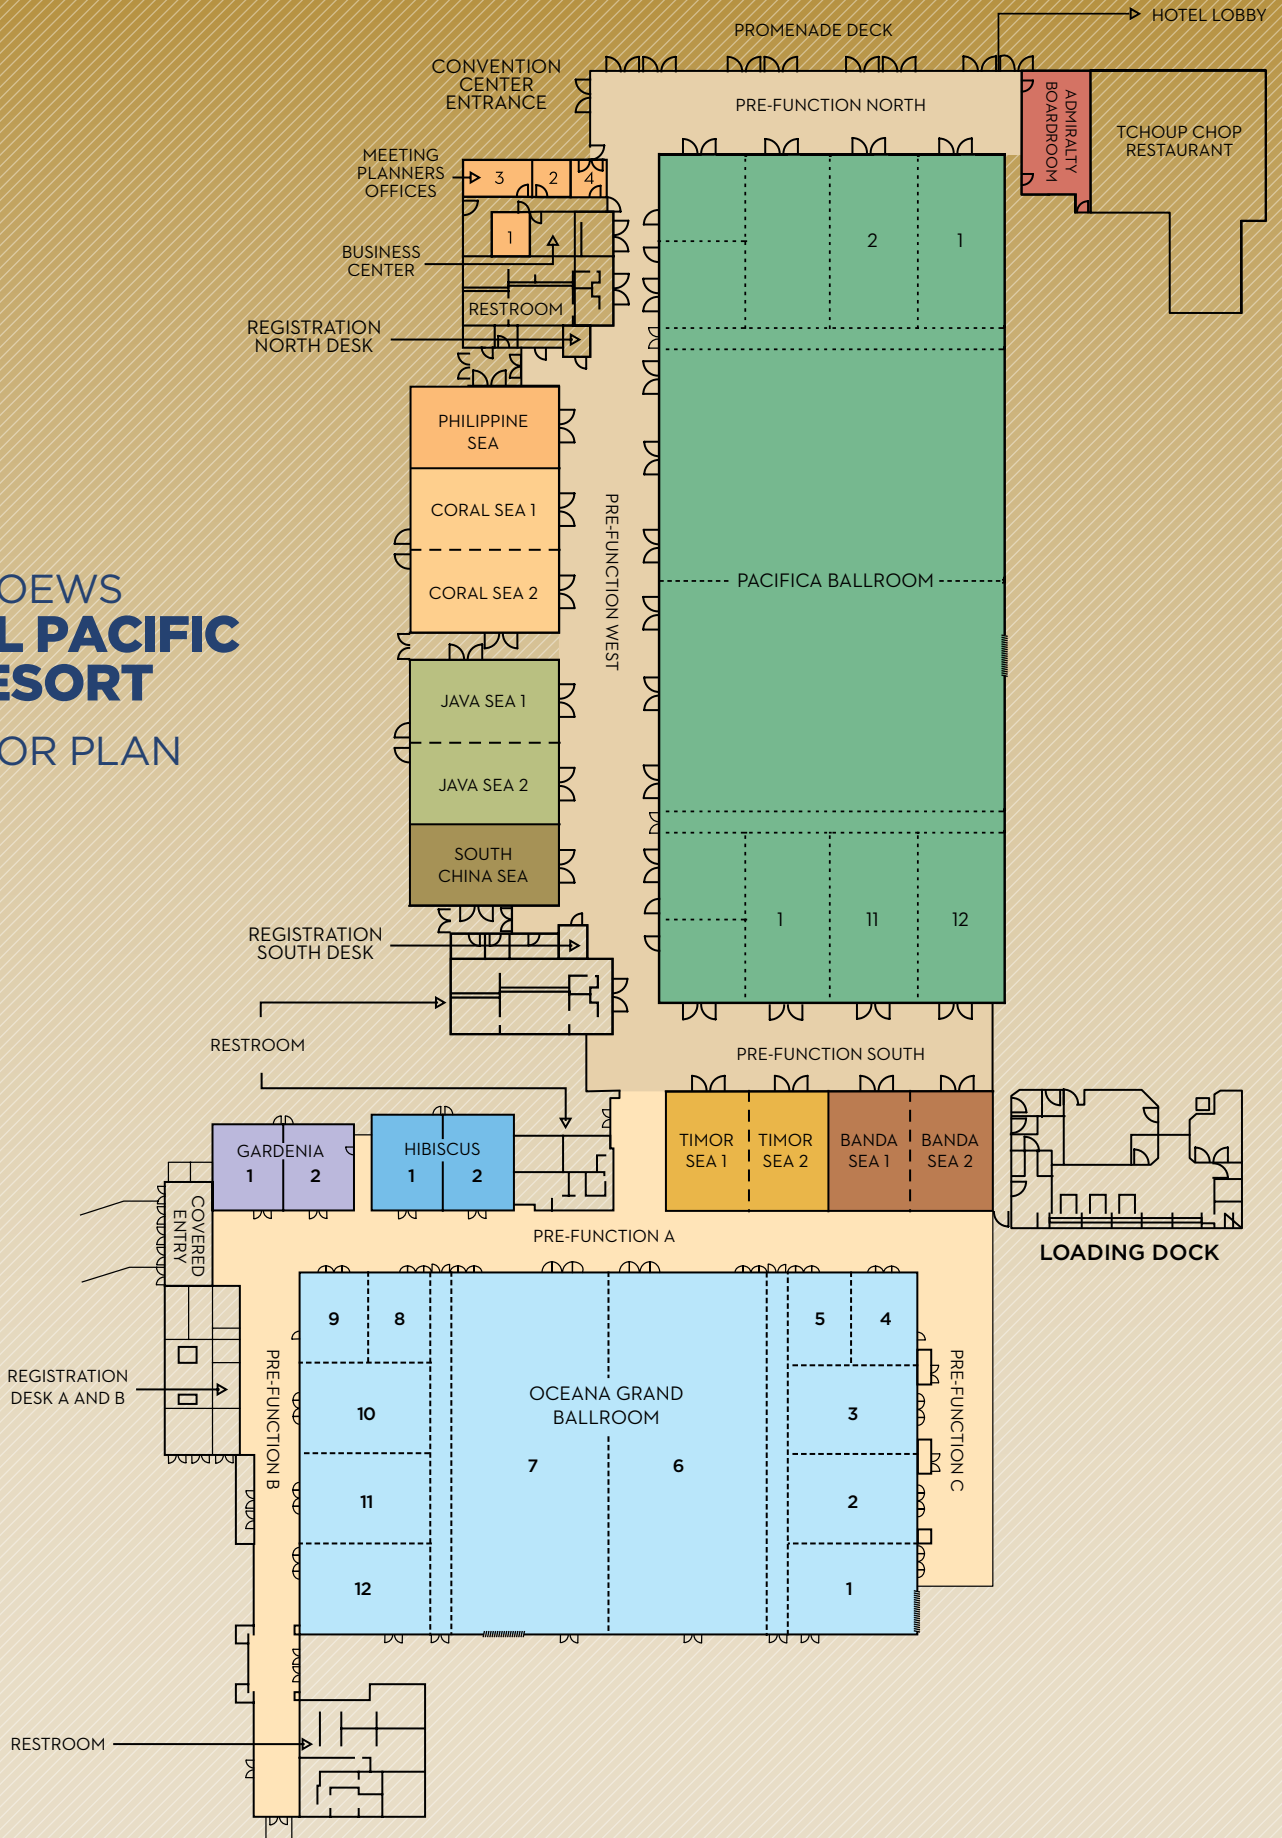 HOTEL LOBBY
PROMENADE DECK
CONVENTION
CENTER
ENTRANCE
PRE-FUNCTION NORTH
ADMIRALTY
BOARDROOM
TCHOUP CHOP
RESTAURANT
MEETING
PLANNERS
OFFICES
3
2
4
1
BUSINESS
CENTER
2
1
RESTROOM
REGISTRATION
NORTH DESK
PHILIPPINE
SEA
CORAL SEA 1
CORAL SEA 2
PRE-FUNCTION WEST
PACIFICA BALLROOM
OEWS
L PACIFIC
ESORT
OR PLAN
JAVA SEA 1
JAVA SEA 2
SOUTH
CHINA SEA
1
11
12
REGISTRATION
SOUTH DESK
RESTROOM
PRE-FUNCTION SOUTH
GARDENIA
1
2
HIBISCUS
1
2
TIMOR
SEA 1
TIMOR
SEA 2
BANDA
SEA 1
BANDA
SEA 2
COVERED
ENTRY
PRE-FUNCTION A
LOADING DOCK
9
8
5
4
REGISTRATION
DESK A AND B
PRE-FUNCTION B
OCEANA GRAND
BALLROOM
PRE-FUNCTION C
10
3
7
6
11
2
12
1
RESTROOM